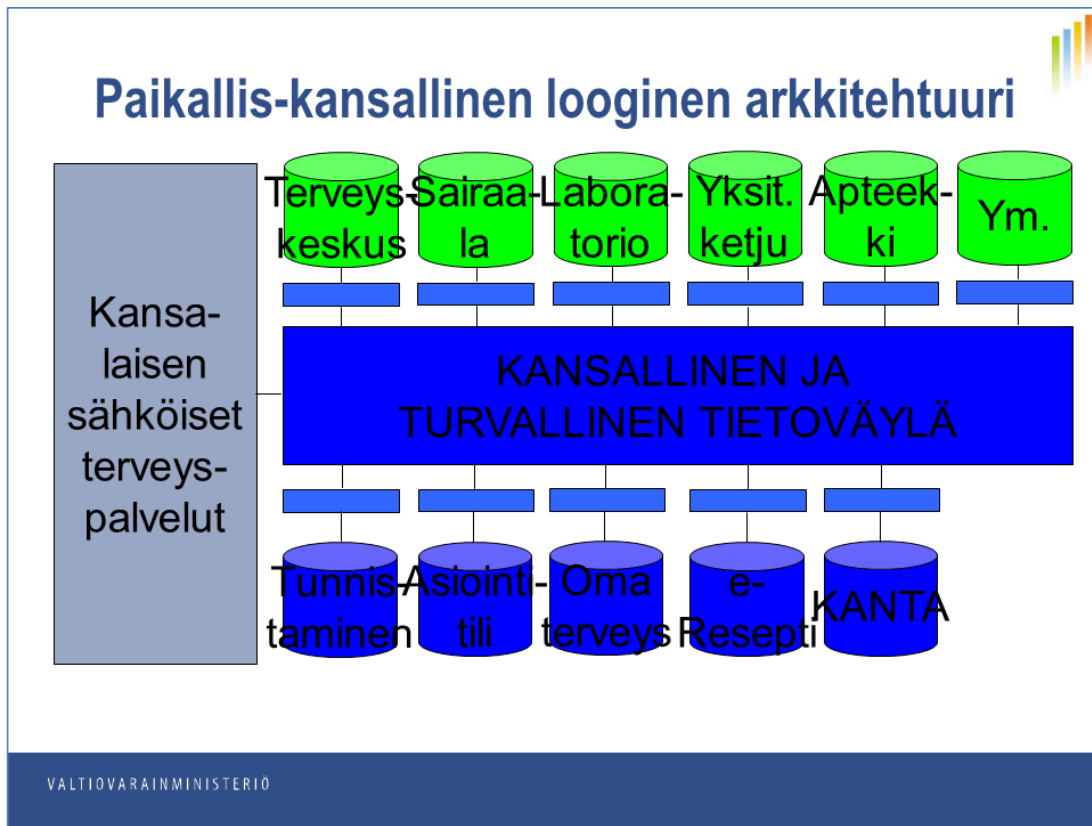 Paikallis-kansallinen looginen arkkitehtuuri
Kansa-
laisen
sähköiset
terveys-
palvelut
Terveys-
keskus
Sairaa-
la
Labora-
torio
Yksit.
ketju
Apteek-
ki
Ym.
KANSALLINEN JA
TURVALLINEN TIETOVÄYLÄ
Tunnis-
taminen
Asiointi-
tili
Oma
terveys
e-
Resepti
KANTA
VALTIOVARAINMINISTERIÖ